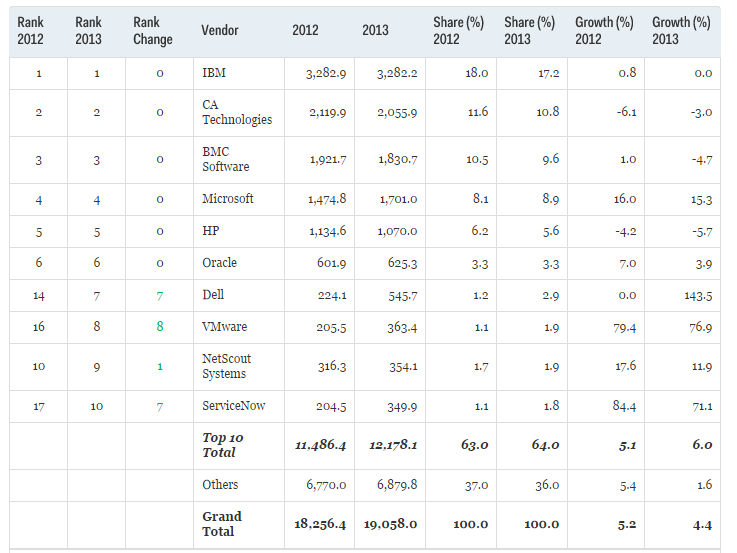 Rank 2012 Rank 2013 Rank Change Vendor 2012 2013 Share (%) 2012 Share (%) 2013 Growth (%) 2012 Growth (%) 2013
1 1 0 IBM 3,282.9 3,282.2 18.0 17.2 0.8 0.0
2 2 0 CA Technologies 2,119.9 2,055.9 11.6 10.8 -6.1 -3.0
3 3 0 BMC Software 1,921.7 1,830.7 10.5 9.6 1.0 -4.7
4 4 0 Microsoft 1,474.8 1,701.0 8.1 8.9 16.0 15.3
5 5 0 HP 1,134.6 1,070.0 6.2 5.6 -4.2 -5.7
6 6 0 Oracle 601.9 625.3 3.3 3.3 7.0 3.9
14 7 7 Dell 224.1 545.7 1.2 2.9 0.0 143.5
16 8 8 VMware 205.5 363.4 1.1 1.9 79.4 76.9
10 9 1 NetScout Systems 316.3 354.1 1.7 1.9 17.6 11.9
17 10 7 ServiceNow 204.5 349.9 1.1 1.8 84.4 71.1
Top 10 Total 11,486.4 12,178.1 63.0 64.0 5.1 6.0
Others 6,770.0 6,879.8 37.0 36.0 5.4 1.6
Grand Total 18,256.4 19,058.0 100.0 100.0 5.2 4.4